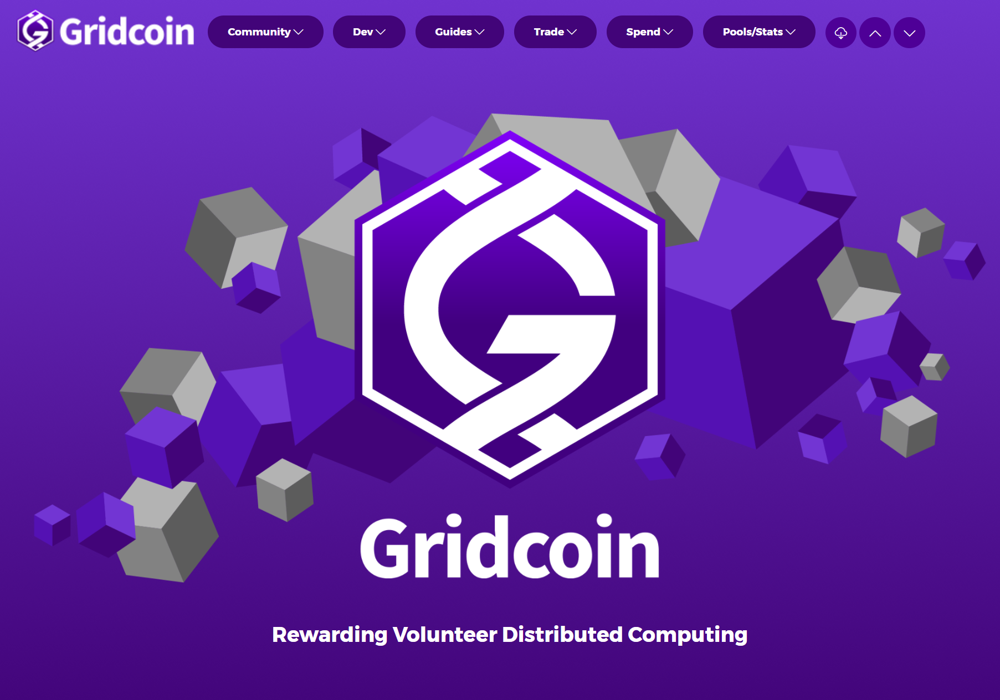 Gridcoin
Community
Dev
Guides
Trade
Spend
Pools/Stats
Gridcoin
Rewarding Volunteer Distributed Computing